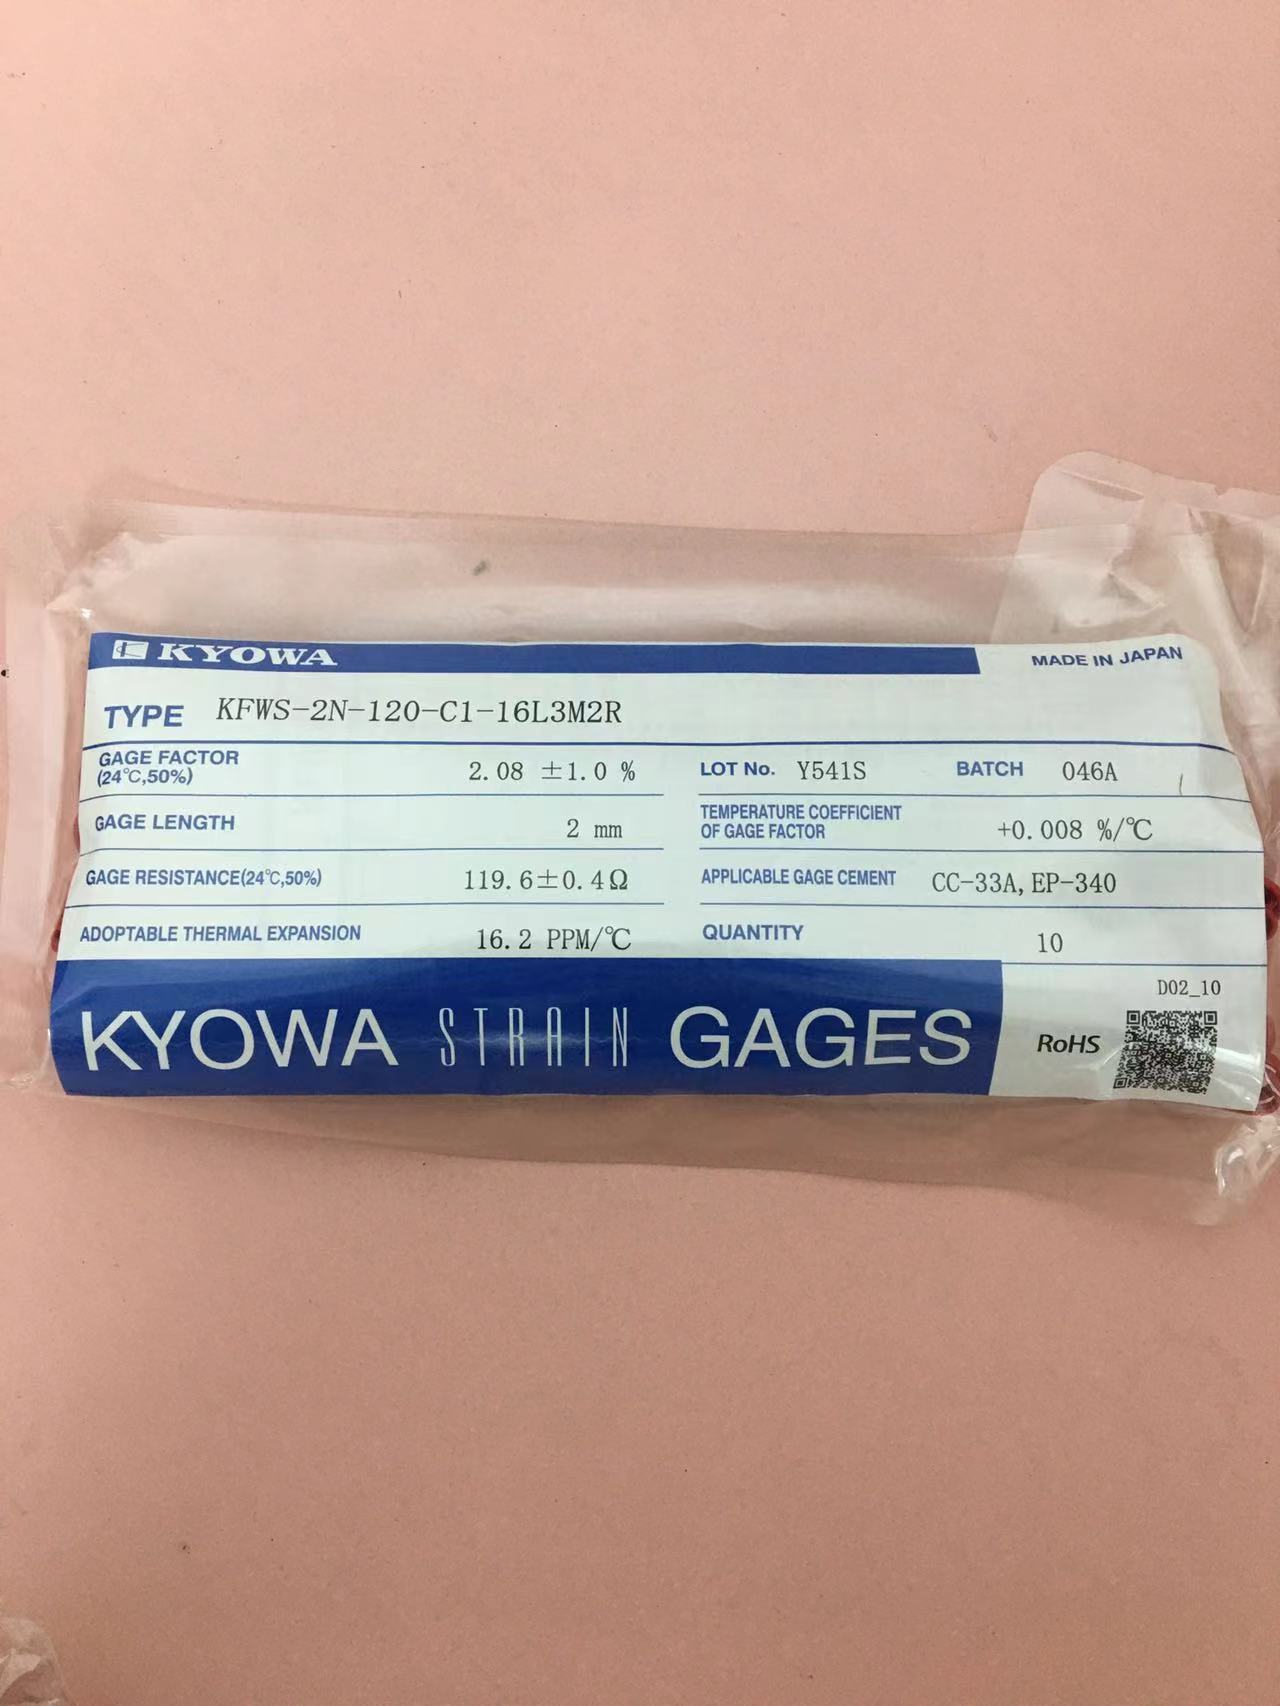 KYOWA
MADE IN JAPAN
TYPE KFWS-2N-120-C1-16L3M2R
GAGE FACTOR
(24℃,50%) 2.08 ±1.0 %
LOT No. Y541S BATCH 046A
GAGE LENGTH 2 mm
TEMPERATURE COEFFICIENT
OF GAGE FACTOR +0.008 %/℃
GAGE RESISTANCE(24℃,50%) 119.6±0.4Ω
APPLICABLE GAGE CEMENT CC-33A,EP-340
ADOPTABLE THERMAL EXPANSION 16.2 PPM/℃
QUANTITY 10
KYOWA STRAIN GAGES
D02_10
RoHS